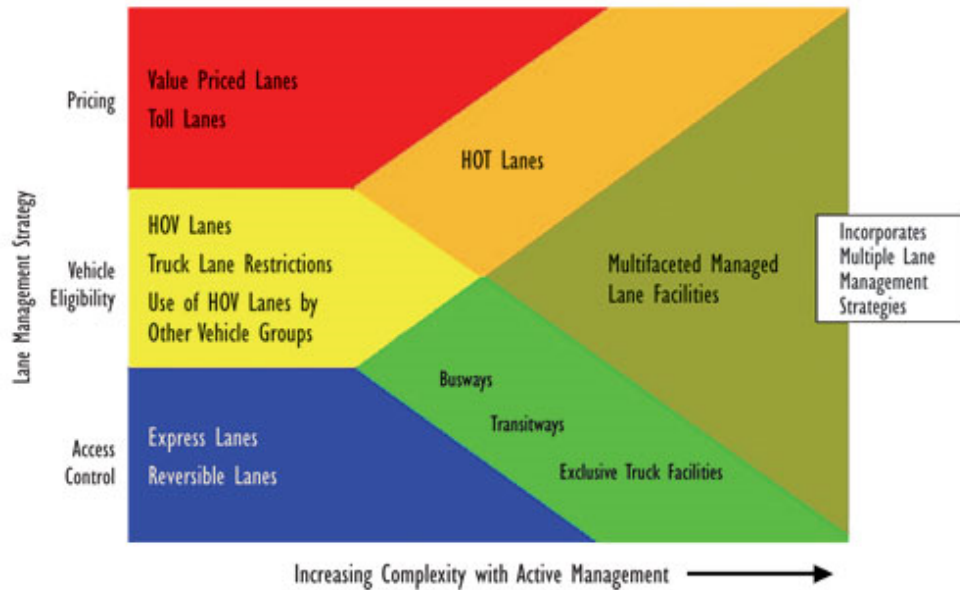 Lane Management Strategy
Pricing
Value Priced Lanes
Toll Lanes
HOT Lanes
Vehicle
Eligibility
HOV Lanes
Truck Lane Restrictions
Use of HOV Lanes by
Other Vehicle Groups
Multifaceted Managed
Lane Facilities
Incorporates
Multiple Lane
Management
Strategies
Access
Control
Express Lanes
Reversible Lanes
Busways
Transitways
Exclusive Truck Facilities
Increasing Complexity with Active Management